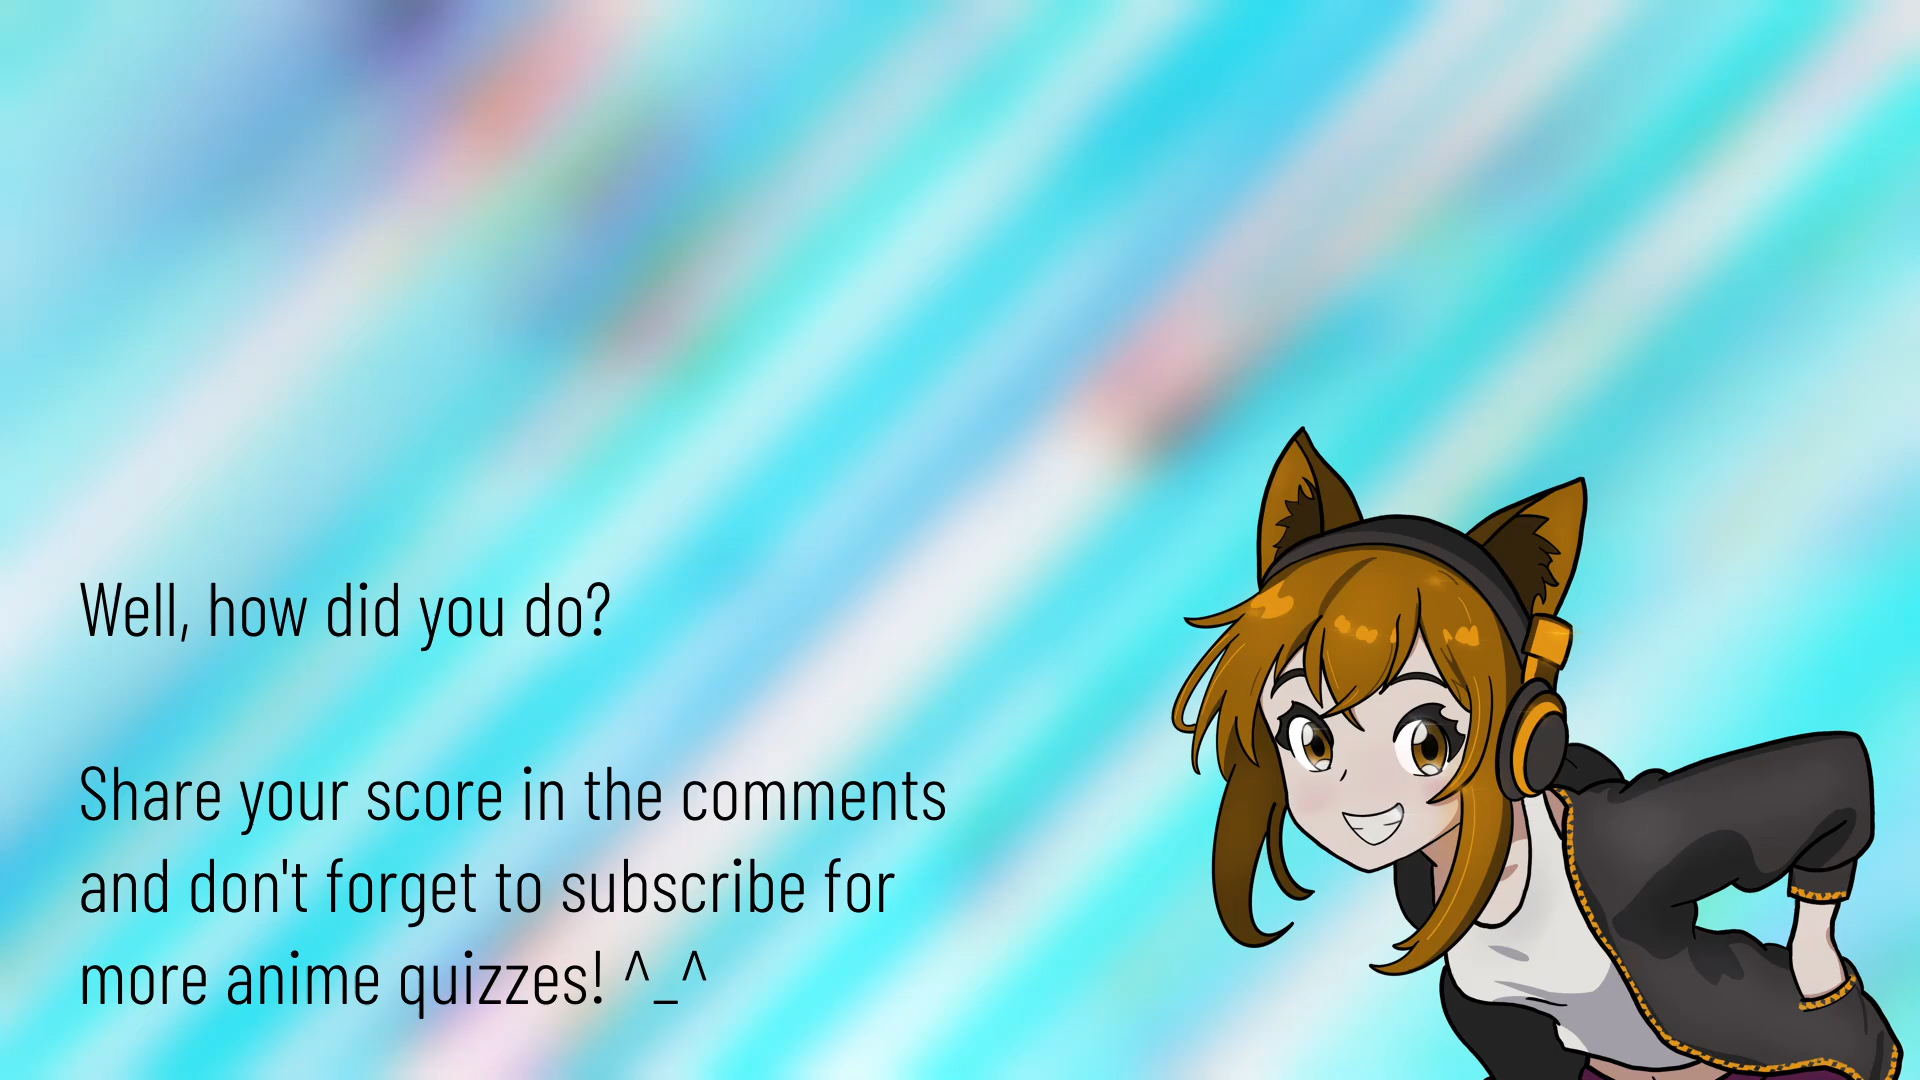 Well, how did you do?
Share your score in the comments
and don't forget to subscribe for
more anime quizzes! ^_^